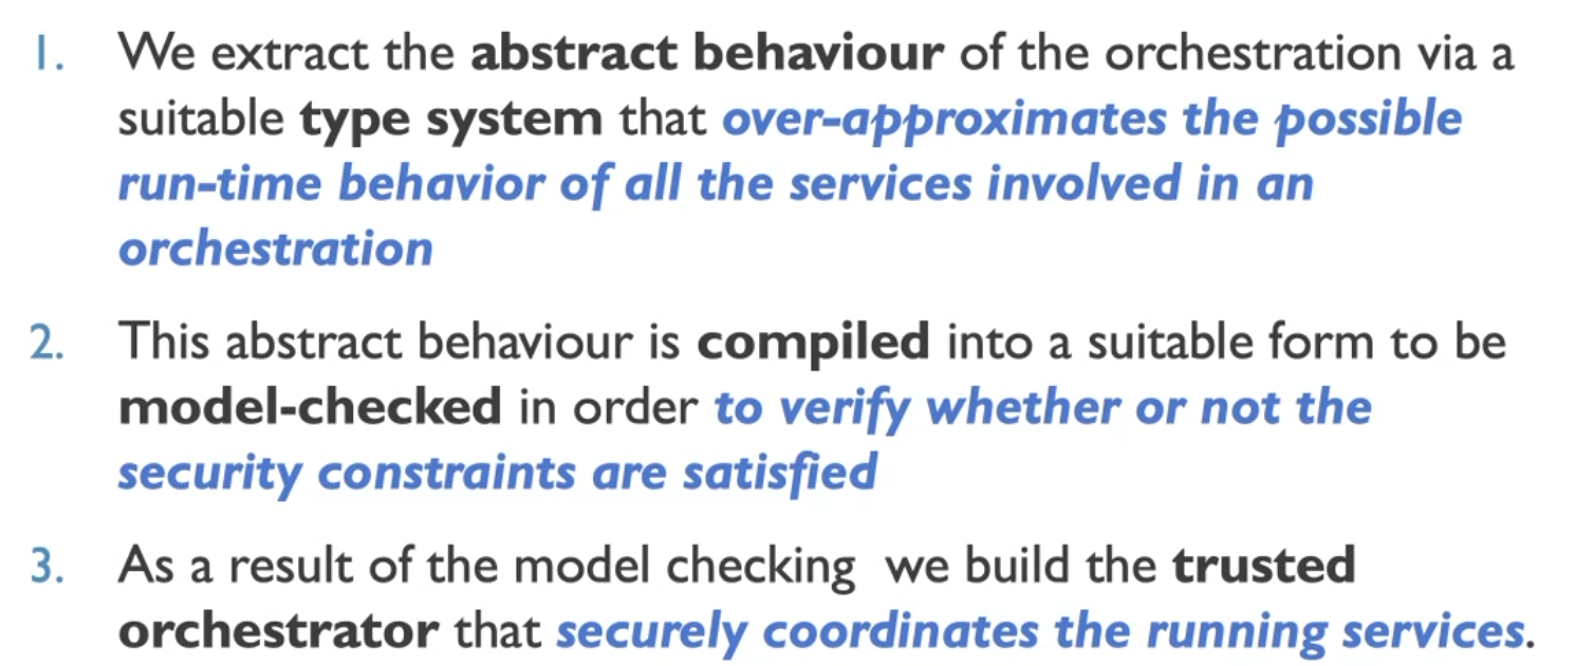 1. We extract the abstract behaviour of the orchestration via a
suitable type system that over-approximates the possible
run-time behavior of all the services involved in an
orchestration
2. This abstract behaviour is compiled into a suitable form to be
model-checked in order to verify whether or not the
security constraints are satisfied
3. As a result of the model checking we build the trusted
orchestrator that securely coordinates the running services.